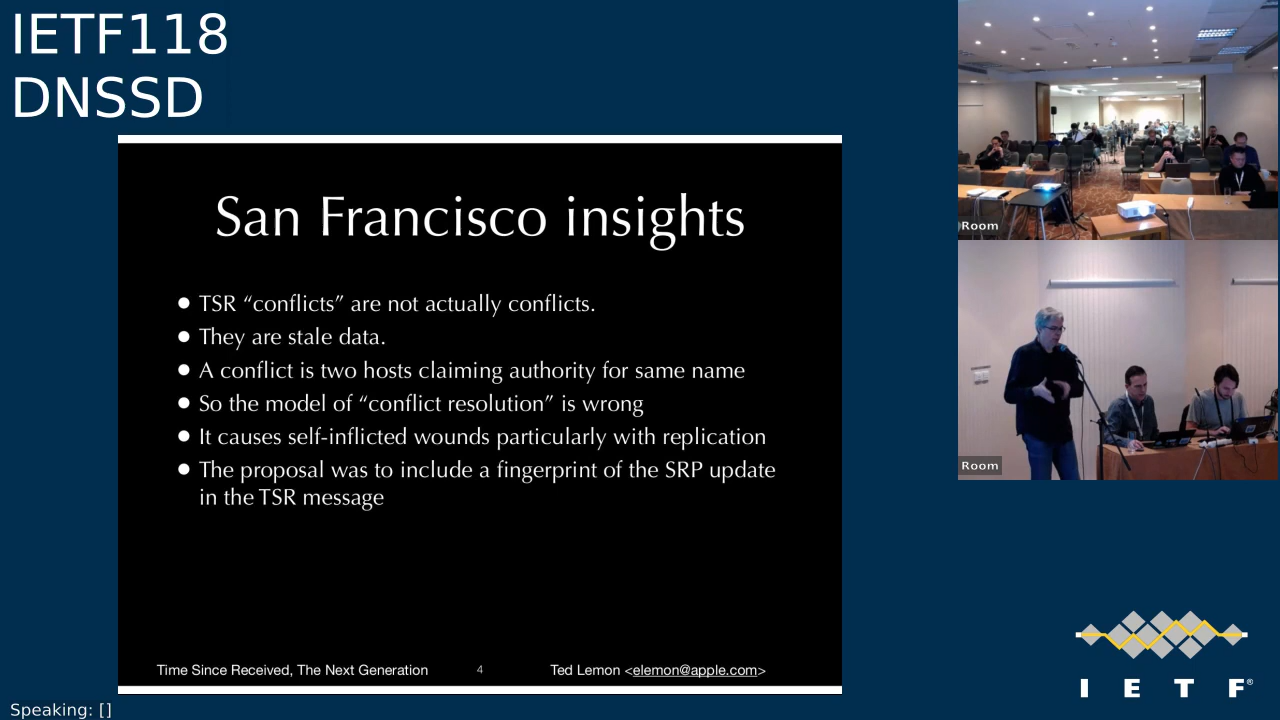 IETF118
DNSSD
San Francisco insights
● TSR “conflicts” are not actually conflicts.
● They are stale data.
● A conflict is two hosts claiming authority for same name
● So the model of “conflict resolution” is wrong
● It causes self-inflicted wounds particularly with replication
● The proposal was to include a fingerprint of the SRP update
in the TSR message
Time Since Received, The Next Generation 4 Ted Lemon <elemon@apple.com>
Room
Room
I E T F®
Speaking: []